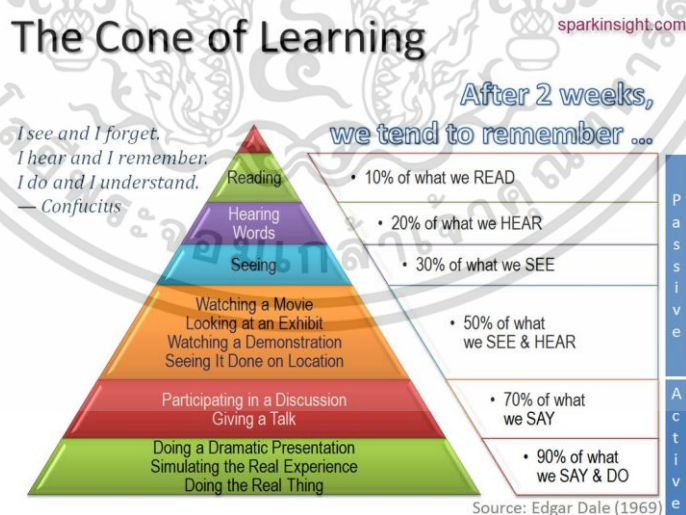 The Cone of Learning
sparkinsight.com
After 2 weeks,
we tend to remember ...
I see and I forget.
I hear and I remember.
I do and I understand.
— Confucius
Reading
• 10% of what we READ
Hearing
Words
• 20% of what we HEAR
Seeing
• 30% of what we SEE
Watching a Movie
Looking at an Exhibit
Watching a Demonstration
Seeing It Done on Location
• 50% of what
we SEE & HEAR
Passive
Participating in a Discussion
Giving a Talk
• 70% of what
we SAY
Doing a Dramatic Presentation
Simulating the Real Experience
Doing the Real Thing
• 90% of what
we SAY & DO
Active
Source: Edgar Dale (1969)